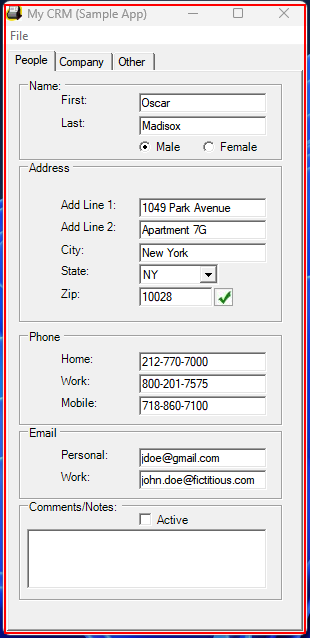 My CRM (Sample App)
File
People Company Other
Name:
First: Oscar
Last: Madisox
Male Female
Address
Add Line 1: 1049 Park Avenue
Add Line 2: Apartment 7G
City: New York
State: NY
Zip: 10028
Phone
Home: 212-770-7000
Work: 800-201-7575
Mobile: 718-860-7100
Email
Personal: jdoe@gmail.com
Work: john.doe@fictitious.com
Comments/Notes:
Active